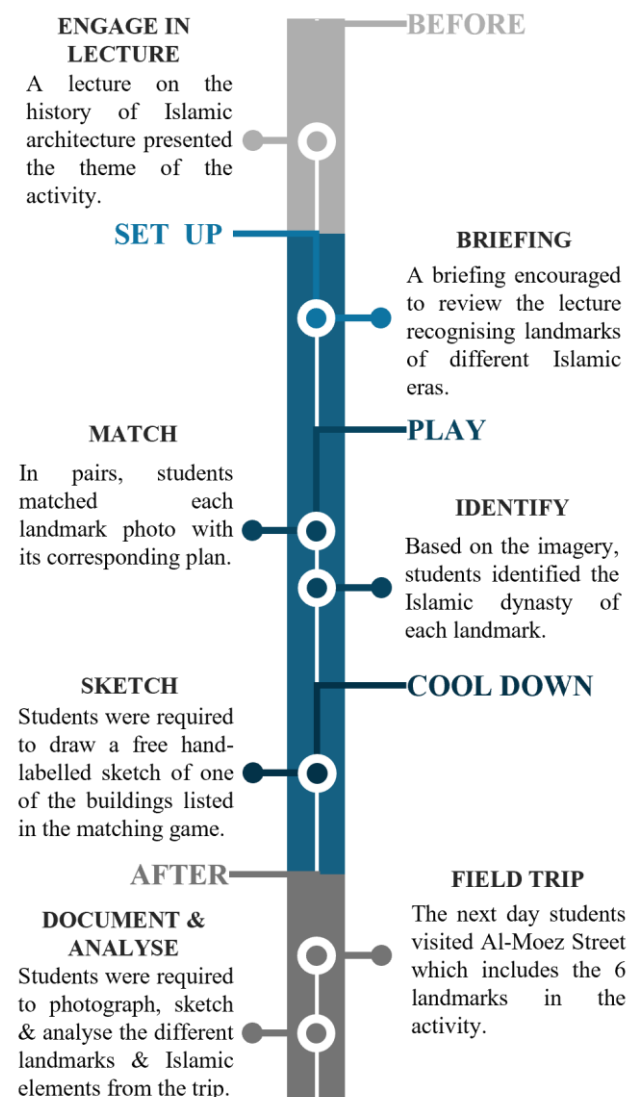 BEFORE
ENGAGE IN
LECTURE
A lecture on the
history of Islamic
architecture presented
the theme of the
activity.
SET UP
BRIEFING
A briefing encouraged
to review the lecture
recognising landmarks
of different Islamic
eras.
PLAY
MATCH
In pairs, students
matched each
landmark photo with
its corresponding plan.
IDENTIFY
Based on the imagery,
students identified the
Islamic dynasty of
each landmark.
COOL DOWN
SKETCH
Students were required
to draw a free hand-
labelled sketch of one
of the buildings listed
in the matching game.
AFTER
FIELD TRIP
The next day students
visited Al-Moez Street
which includes the 6
landmarks in the
activity.
DOCUMENT &
ANALYSE
Students were required
to photograph, sketch
& analyse the different
landmarks & Islamic
elements from the trip.